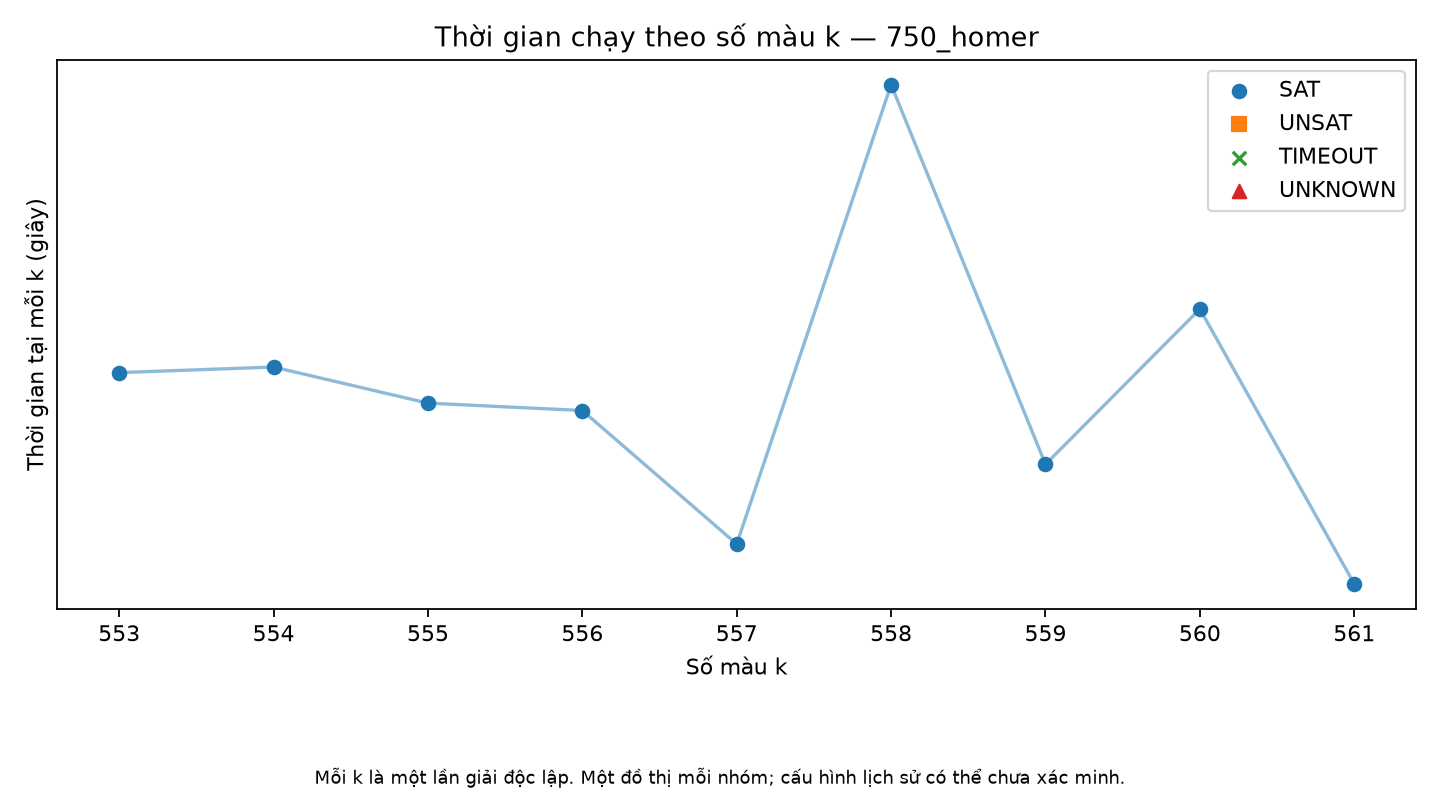 Thời gian chạy theo số màu k — 750_homer
Thời gian tại mỗi k (giây)
SAT
UNSAT
TIMEOUT
UNKNOWN
553 554 555 556 557 558 559 560 561
Số màu k
Mỗi k là một lần giải độc lập. Một đồ thị mỗi nhóm; cấu hình lịch sử có thể chưa xác minh.